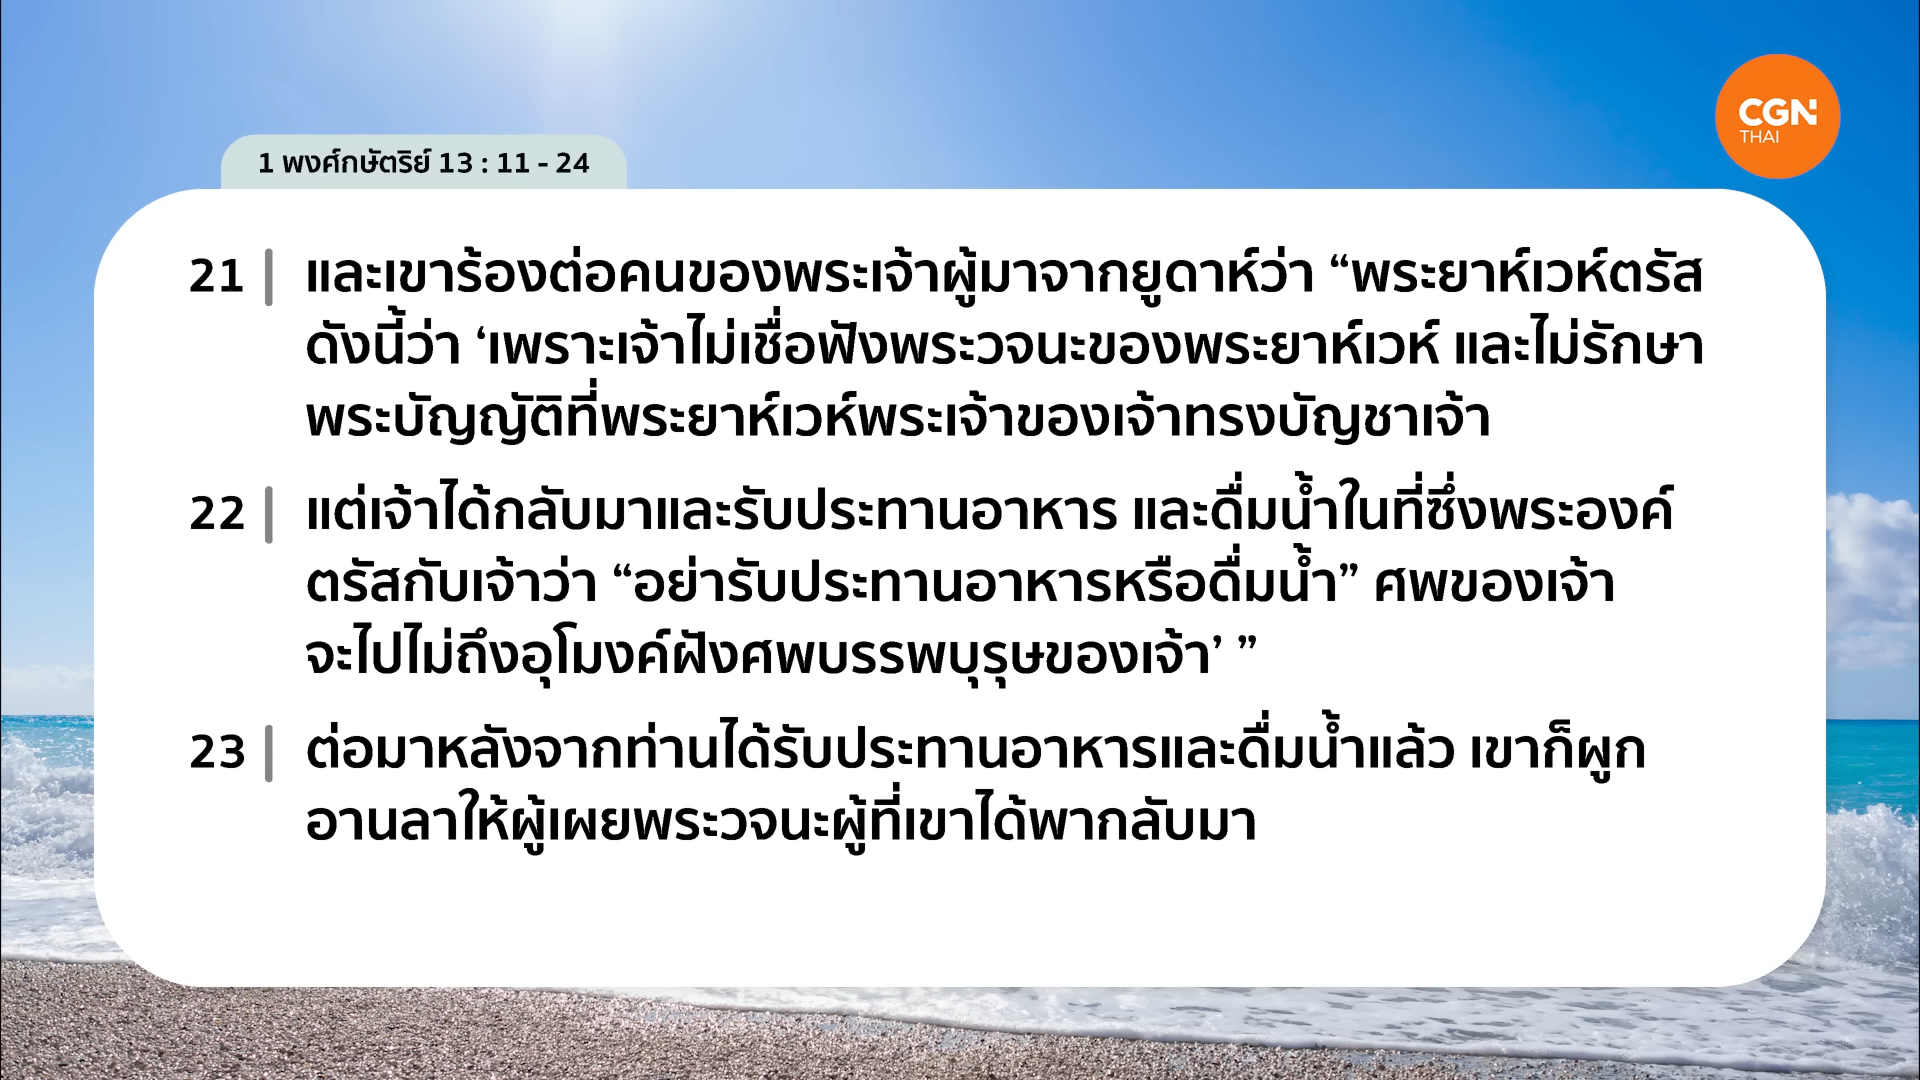 CGN
THAI
1 พงศ์กษัตริย์ 13 : 11 - 24
21 และเขาร้องต่อคนของพระเจ้าผู้มาจากยูดาห์ว่า “พระยาห์เวห์ตรัส
ดังนี้ว่า ‘เพราะเจ้าไม่เชื่อฟังพระวจนะของพระยาห์เวห์ และไม่รักษา
พระบัญญัติที่พระยาห์เวห์พระเจ้าของเจ้าทรงบัญชาเจ้า
22 แต่เจ้าได้กลับมาและรับประทานอาหาร และดื่มน้ำในที่ซึ่งพระองค์
ตรัสกับเจ้าว่า “อย่ารับประทานอาหารหรือดื่มน้ำ” ศพของเจ้า
จะไปไม่ถึงอุโมงค์ฝังศพบรรพบุรุษของเจ้า’ ”
23 ต่อมาหลังจากท่านได้รับประทานอาหารและดื่มน้ำแล้ว เขาก็ผูก
อานลาให้ผู้เผยพระวจนะผู้ที่เขาได้พากลับมา